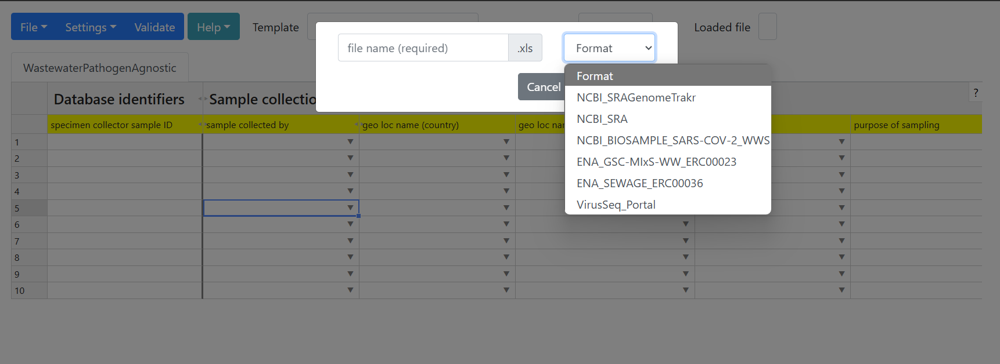 File Settings Validate Help Template Loaded file
file name (required) .xls Format
Cancel
Format
NCBI_SRAGenomeTrakr
NCBI_SRA
NCBI_BIOSAMPLE_SARS-COV-2_WWS
ENA_GSC-MIxS-WW_ERC00023
ENA_SEWAGE_ERC00036
VirusSeq_Portal
WastewaterPathogenAgnostic
Database identifiers Sample collectio ?
specimen collector sample ID sample collected by geo loc name (country) geo loc nar purpose of sampling
1
2
3
4
5
6
7
8
9
10